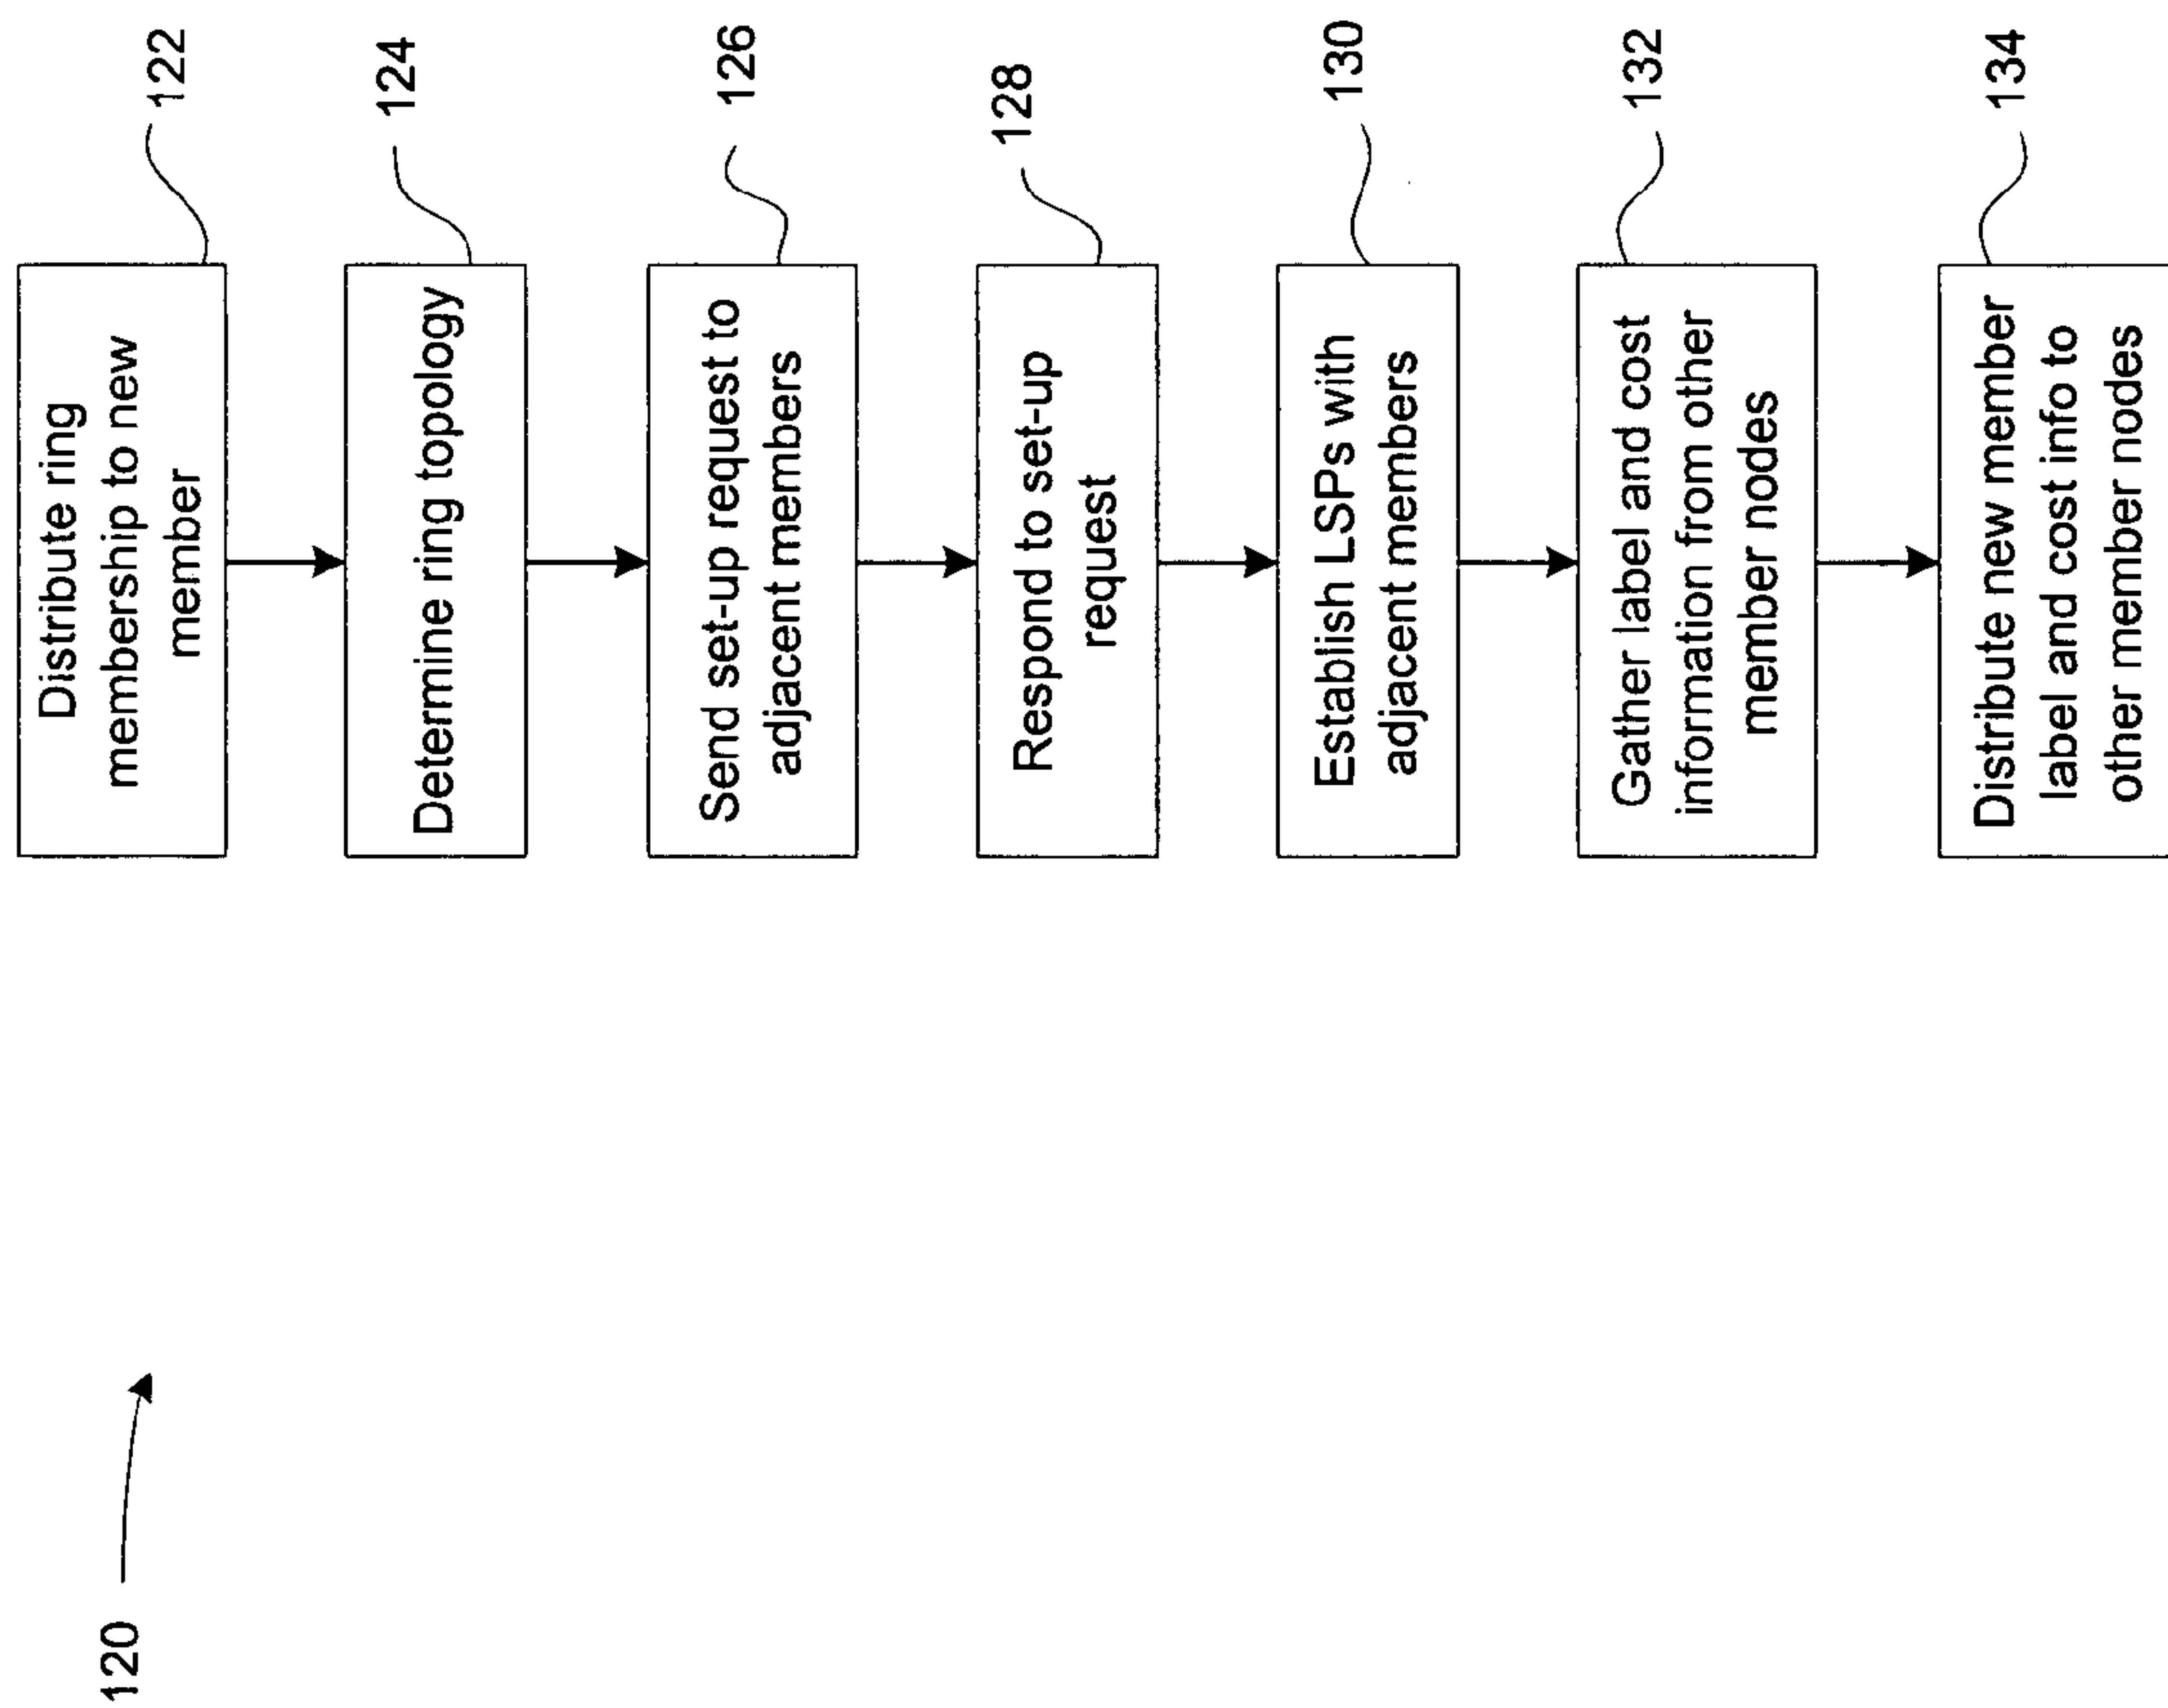 120
Distribute ring
membership to new
member
122
Determine ring topology
124
Send set-up request to
adjacent members
126
Respond to set-up
request
128
Establish LSPs with
adjacent members
130
Gather label and cost
information from other
member nodes
132
Distribute new member
label and cost info to
other member nodes
134